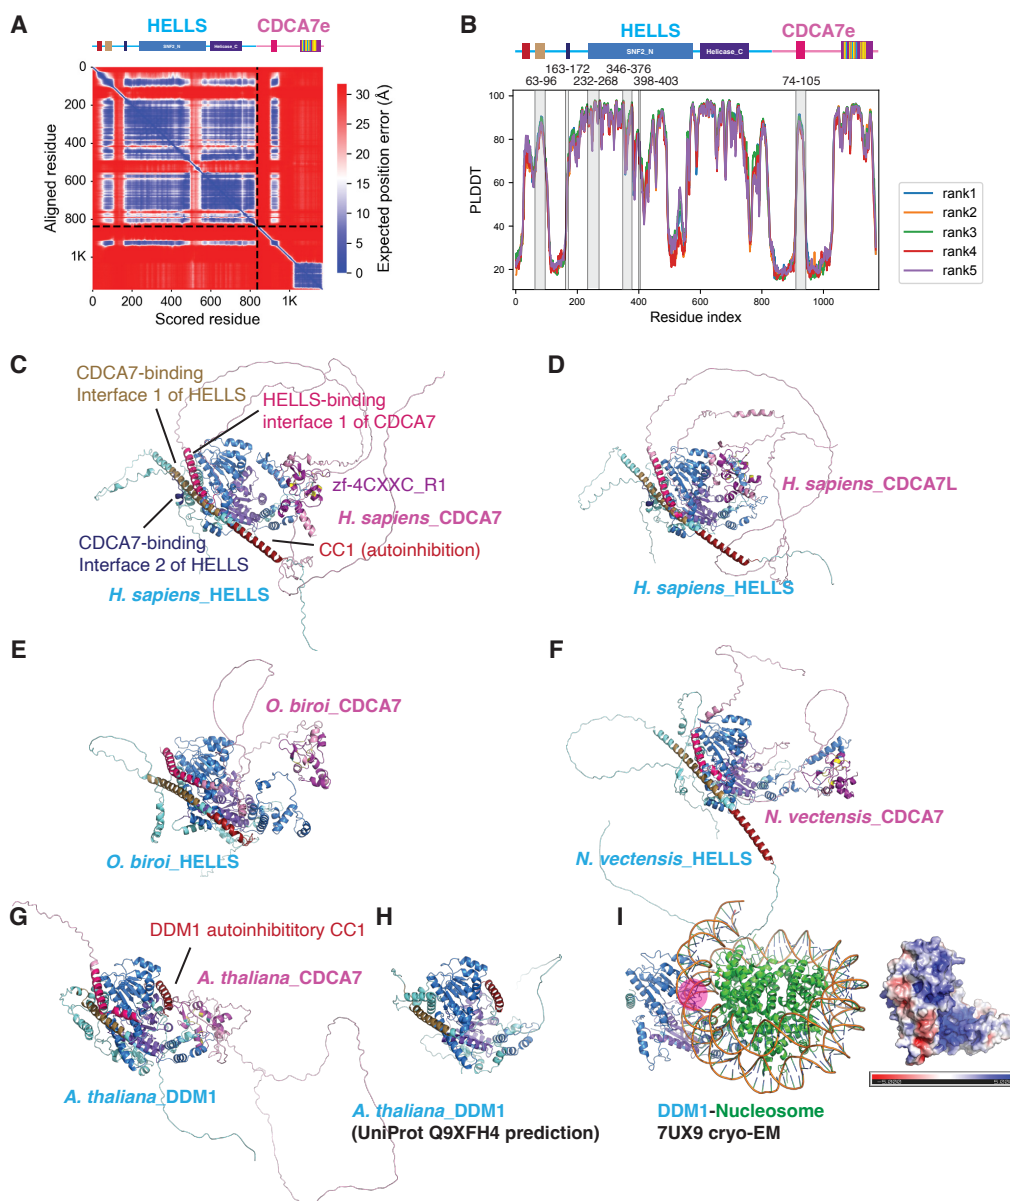 A
HELLS
CDCA7e
SNF2_N
Helicase_C
0
200
400
600
800
1K
Aligned residue
0
200
400
600
800
1K
Scored residue
30
25
20
15
10
5
0
Expected position error (Å)
B
HELLS
CDCA7e
SNF2_N
Helicase_C
163-172
346-376
63-96
232-268
398-403
74-105
100
80
60
40
20
PLDDT
0
200
400
600
800
1000
Residue index
rank1
rank2
rank3
rank4
rank5
C
CDCA7-binding
Interface 1 of HELLS
HELLS-binding
interface 1 of CDCA7
zf-4CXXC_R1
H. sapiens_CDCA7
CDCA7-binding
Interface 2 of HELLS
CC1 (autoinhibition)
H. sapiens_HELLS
D
H. sapiens_CDCA7L
H. sapiens_HELLS
E
O. biroi_CDCA7
O. biroi_HELLS
F
N. vectensis_CDCA7
N. vectensis_HELLS
G
DDM1 autoinhibititory CC1
A. thaliana_CDCA7
A. thaliana_DDM1
H
A. thaliana_DDM1
(UniProt Q9XFH4 prediction)
I
DDM1-Nucleosome
7UX9 cryo-EM